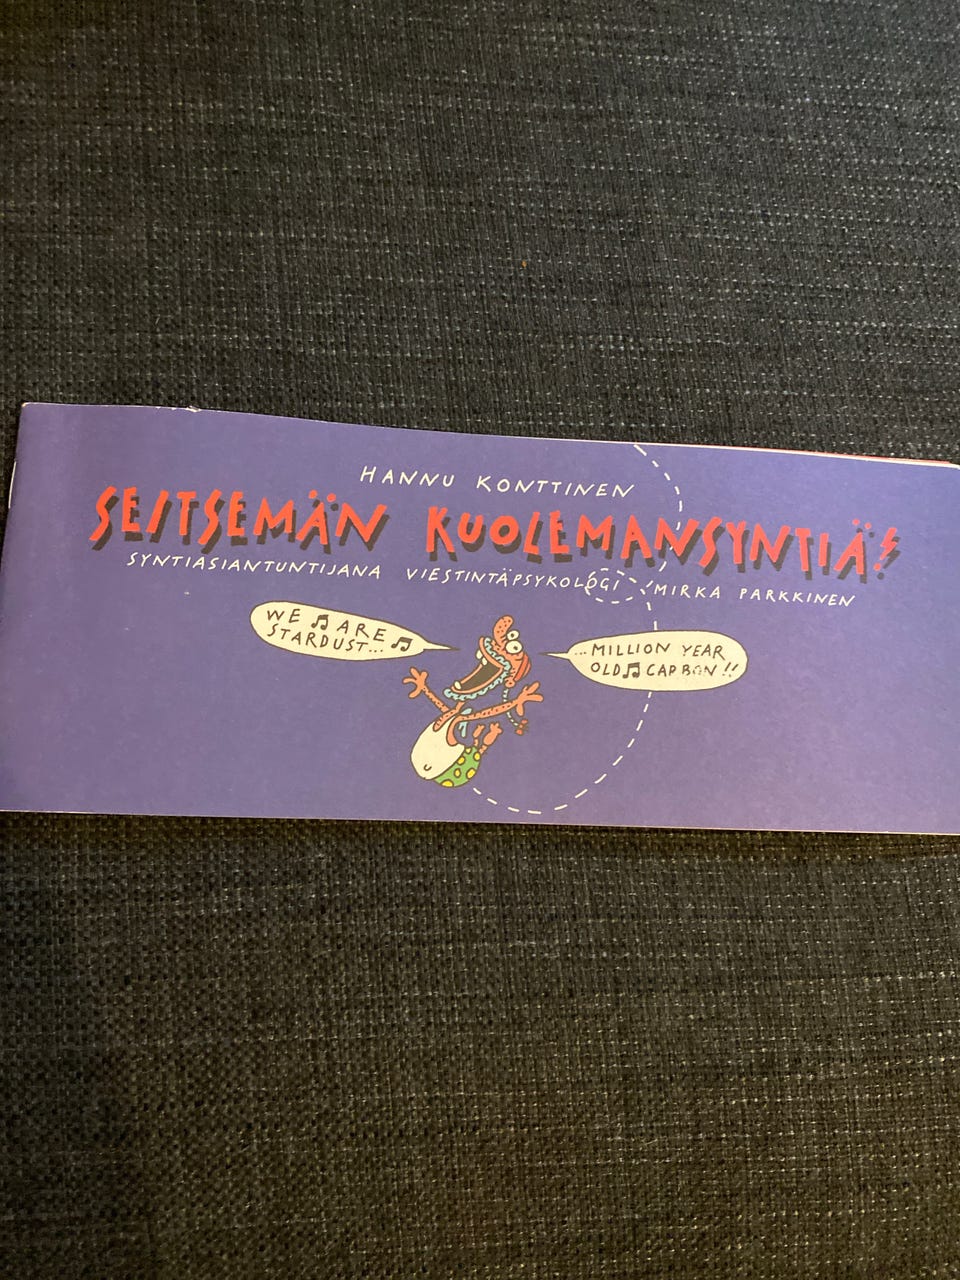 HANNU KONTTINEN
SEITSEMÄN KUOLEMANSYNTIÄ!
SYNTIASIANTUNTIJANA VIESTINTÄPSYKOLOGI MIRKA PARKKINEN
WE ♫ ARE
STARDUST... ♫
...MILLION YEAR
OLD ♫ CARBON!!